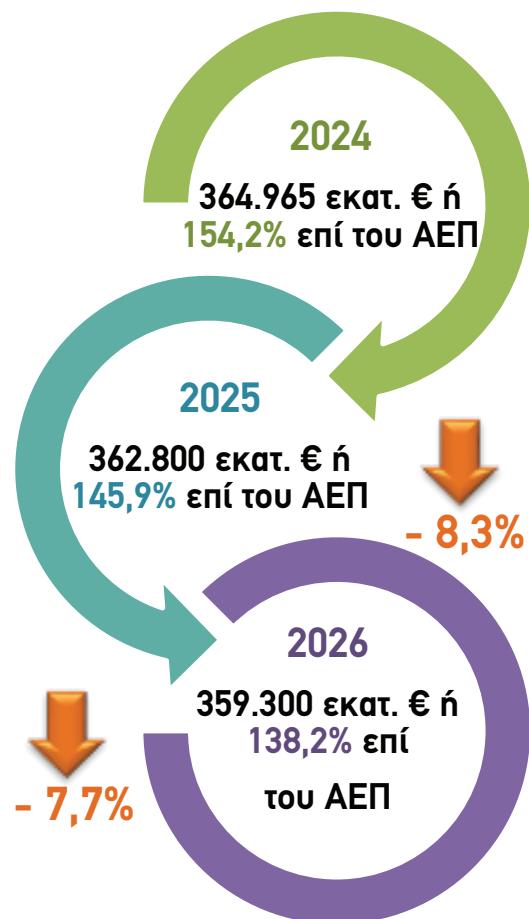 2024
364.965 εκατ. € ή
154,2% επί του ΑΕΠ
2025
362.800 εκατ. € ή
145,9% επί του ΑΕΠ
- 8,3%
2026
359.300 εκατ. € ή
138,2% επί
του ΑΕΠ
- 7,7%